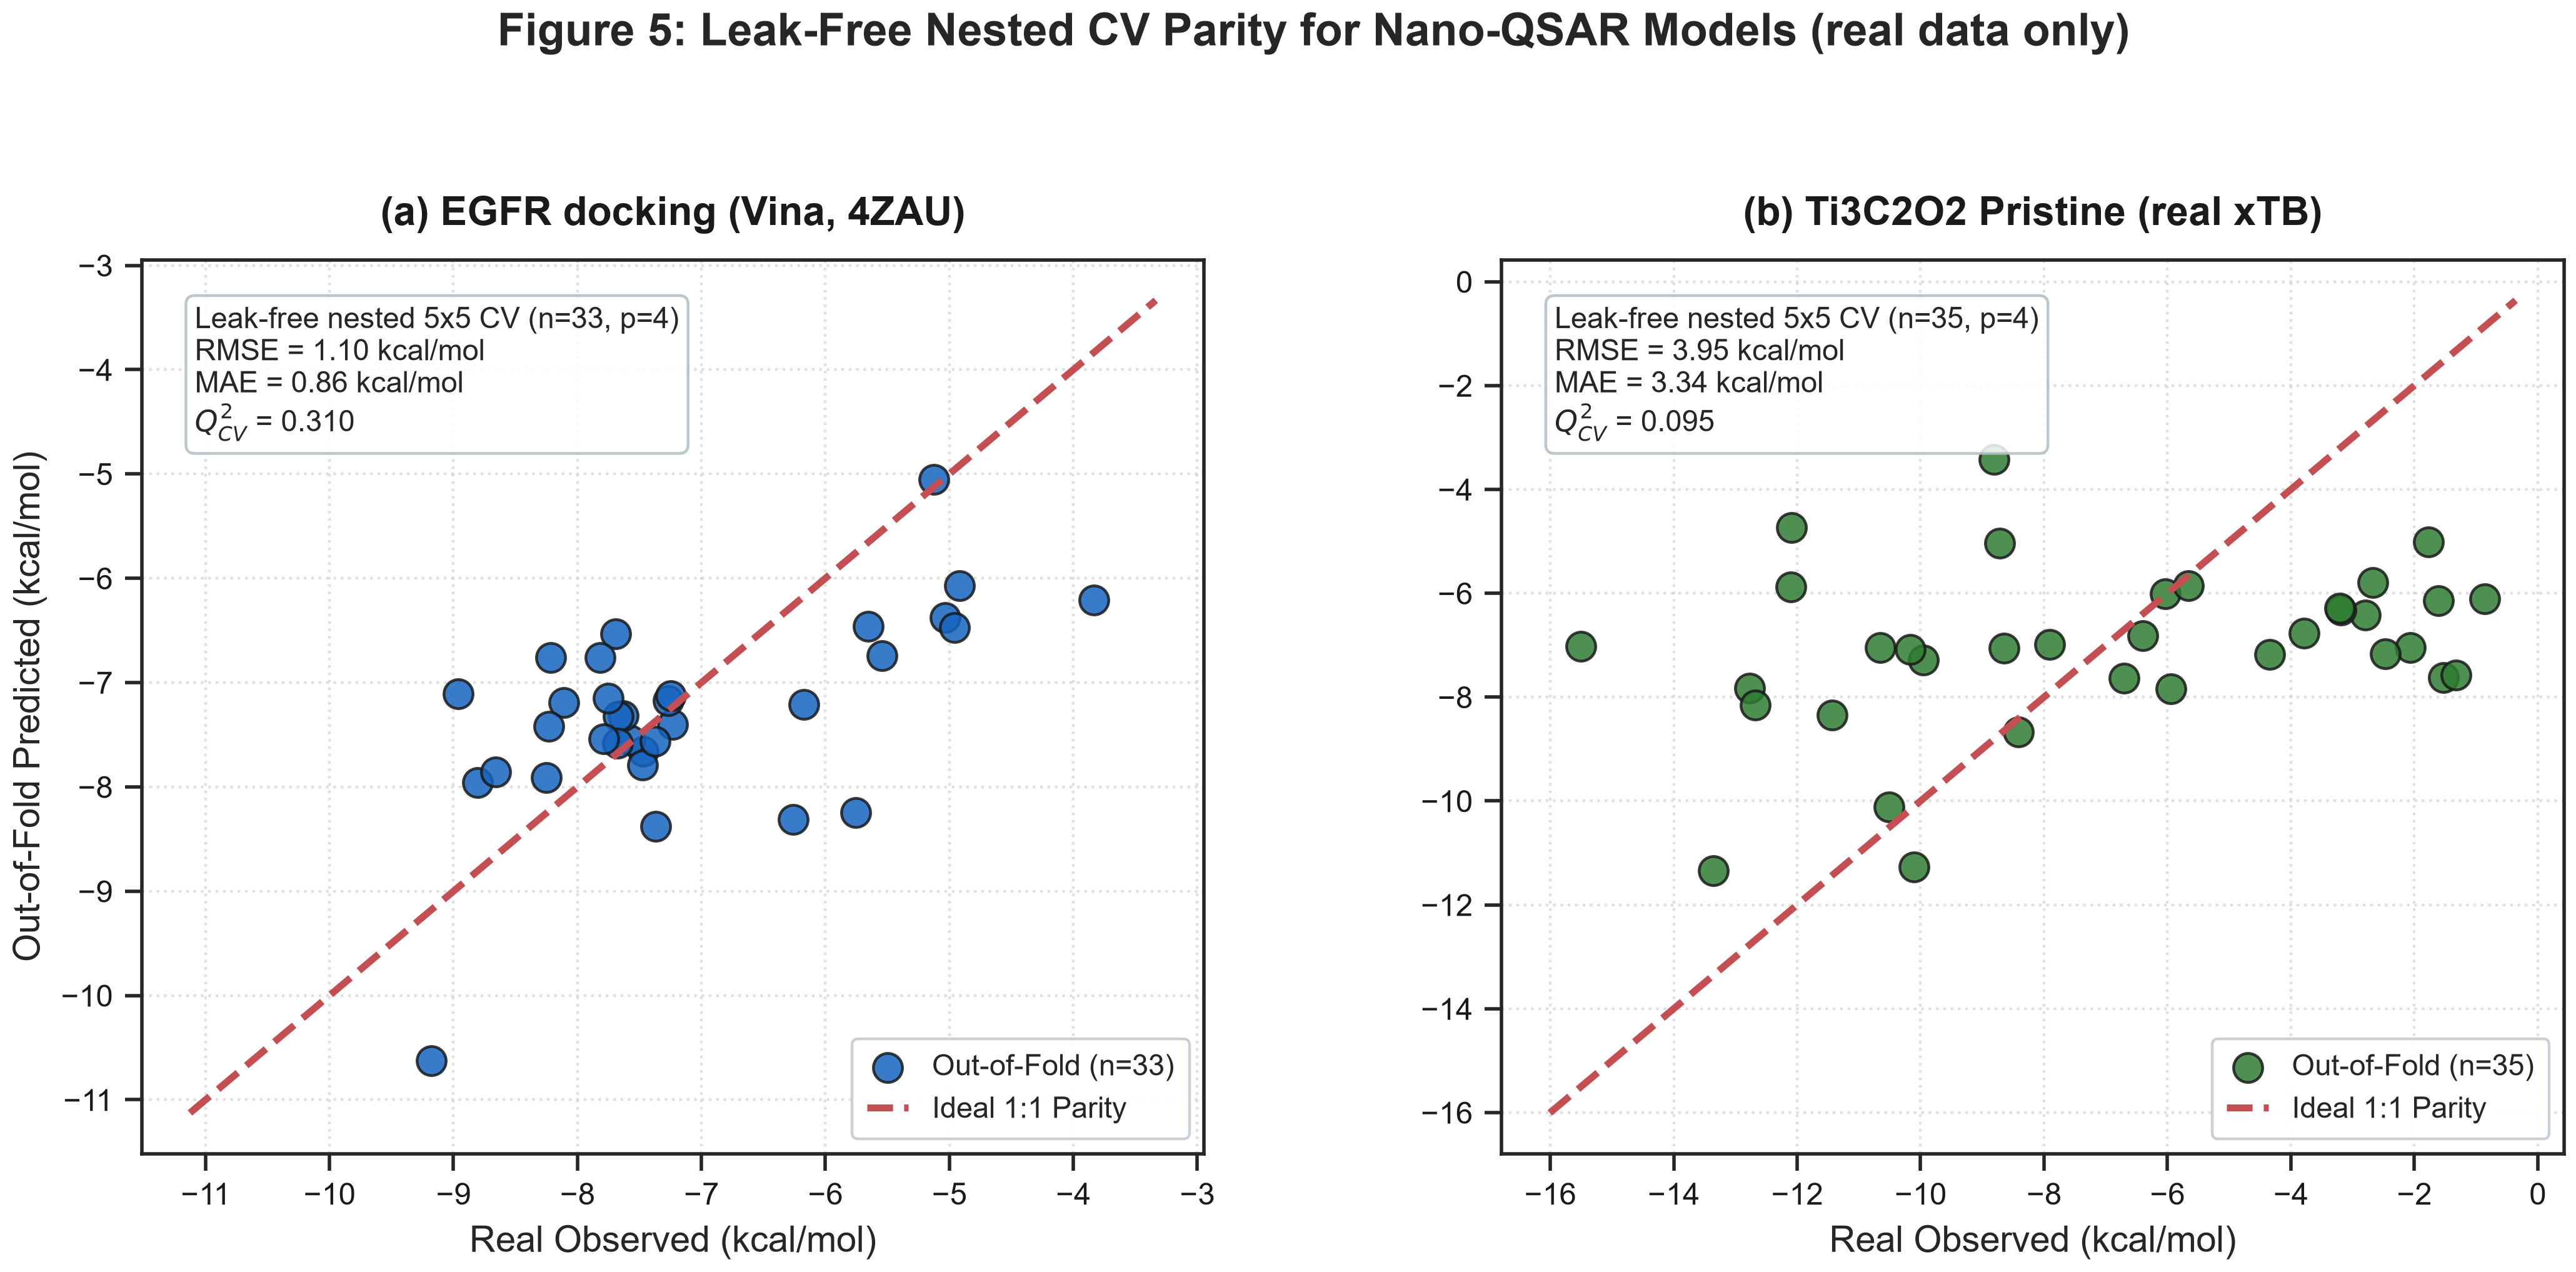 Figure 5: Leak-Free Nested CV Parity for Nano-QSAR Models (real data only)
(a) EGFR docking (Vina, 4ZAU)
Out-of-Fold Predicted (kcal/mol)
−3
−4
−5
−6
−7
−8
−9
−10
−11
Leak-free nested 5x5 CV (n=33, p=4)
RMSE = 1.10 kcal/mol
MAE = 0.86 kcal/mol
Q²CV = 0.310
Out-of-Fold (n=33)
Ideal 1:1 Parity
−11 −10 −9 −8 −7 −6 −5 −4 −3
Real Observed (kcal/mol)
(b) Ti3C2O2 Pristine (real xTB)
0
−2
−4
−6
−8
−10
−12
−14
−16
Leak-free nested 5x5 CV (n=35, p=4)
RMSE = 3.95 kcal/mol
MAE = 3.34 kcal/mol
Q²CV = 0.095
Out-of-Fold (n=35)
Ideal 1:1 Parity
−16 −14 −12 −10 −8 −6 −4 −2 0
Real Observed (kcal/mol)